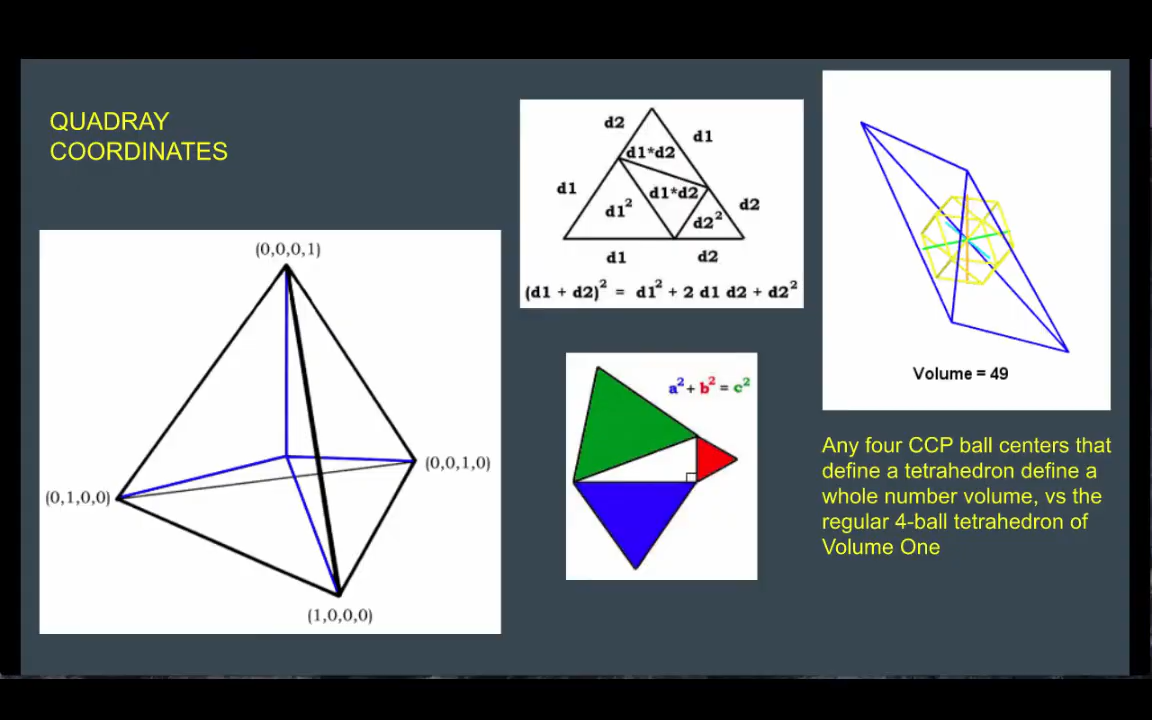 QUADRAY
COORDINATES
(0,0,0,1)
(0,0,1,0)
(0,1,0,0)
(1,0,0,0)
d2
d1
d1*d2
d1
d1*d2
d1²
d2²
d2
d1
d2
(d1 + d2)² = d1² + 2 d1 d2 + d2²
a² + b² = c²
Volume = 49
Any four CCP ball centers that
define a tetrahedron define a
whole number volume, vs the
regular 4-ball tetrahedron of
Volume One